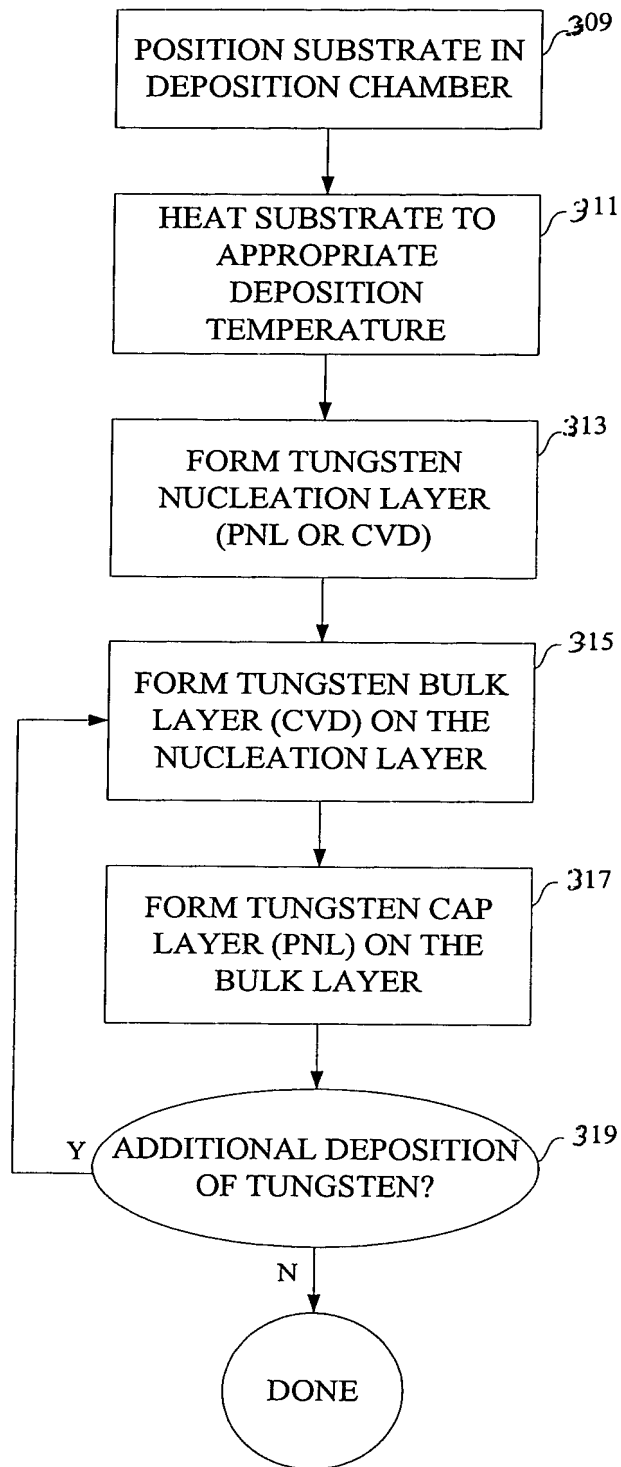 309
POSITION SUBSTRATE IN
DEPOSITION CHAMBER
311
HEAT SUBSTRATE TO
APPROPRIATE
DEPOSITION
TEMPERATURE
313
FORM TUNGSTEN
NUCLEATION LAYER
(PNL OR CVD)
315
FORM TUNGSTEN BULK
LAYER (CVD) ON THE
NUCLEATION LAYER
317
FORM TUNGSTEN CAP
LAYER (PNL) ON THE
BULK LAYER
319
Y
ADDITIONAL DEPOSITION
OF TUNGSTEN?
N
DONE